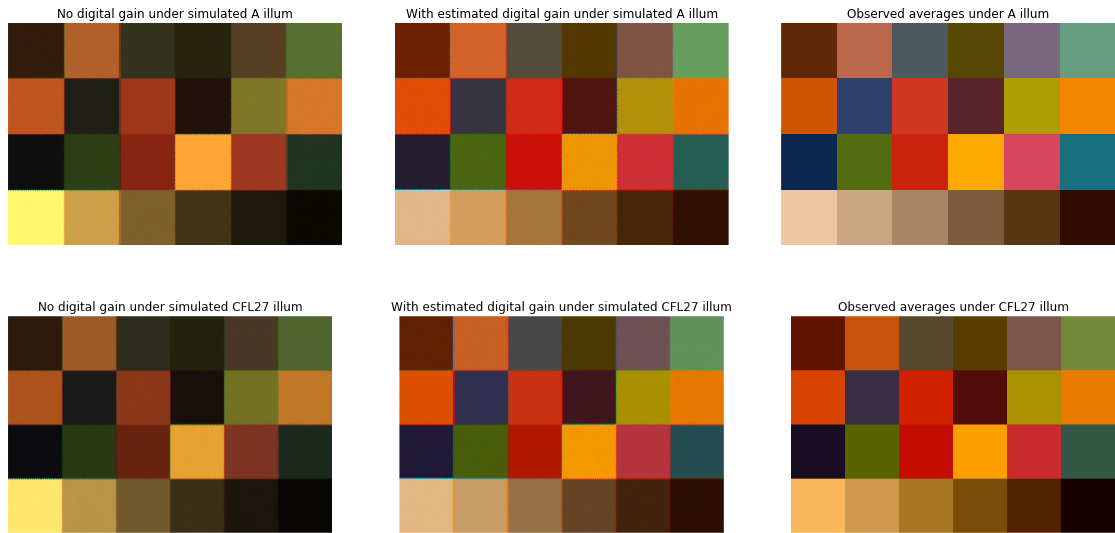 No digital gain under simulated A illum
With estimated digital gain under simulated A illum
Observed averages under A illum
No digital gain under simulated CFL27 illum
With estimated digital gain under simulated CFL27 illum
Observed averages under CFL27 illum